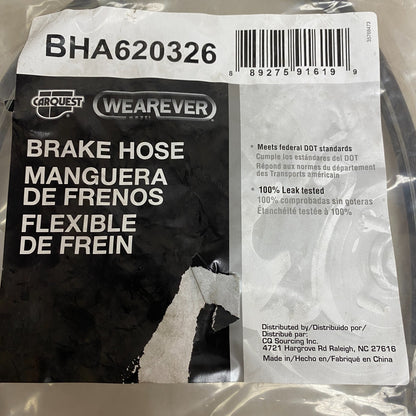 BHA620326
8 89275 91619 9
35708473
CARQUEST
WEAREVER
BRAKE HOSE
MANGUERA
DE FRENOS
FLEXIBLE
DE FREIN
• Meets federal DOT standards
Cumple los estándares del DOT
Répond aux normes du département
des Transports américain
• 100% Leak tested
100% comprobadas sin goteras
Étanchéité testée à 100%
Distributed by/Distribuido por/
Distribué par:
CQ Sourcing Inc.
4721 Hargrove Rd Raleigh, NC 27616
Made in/Hecho en/Fabriqué en China